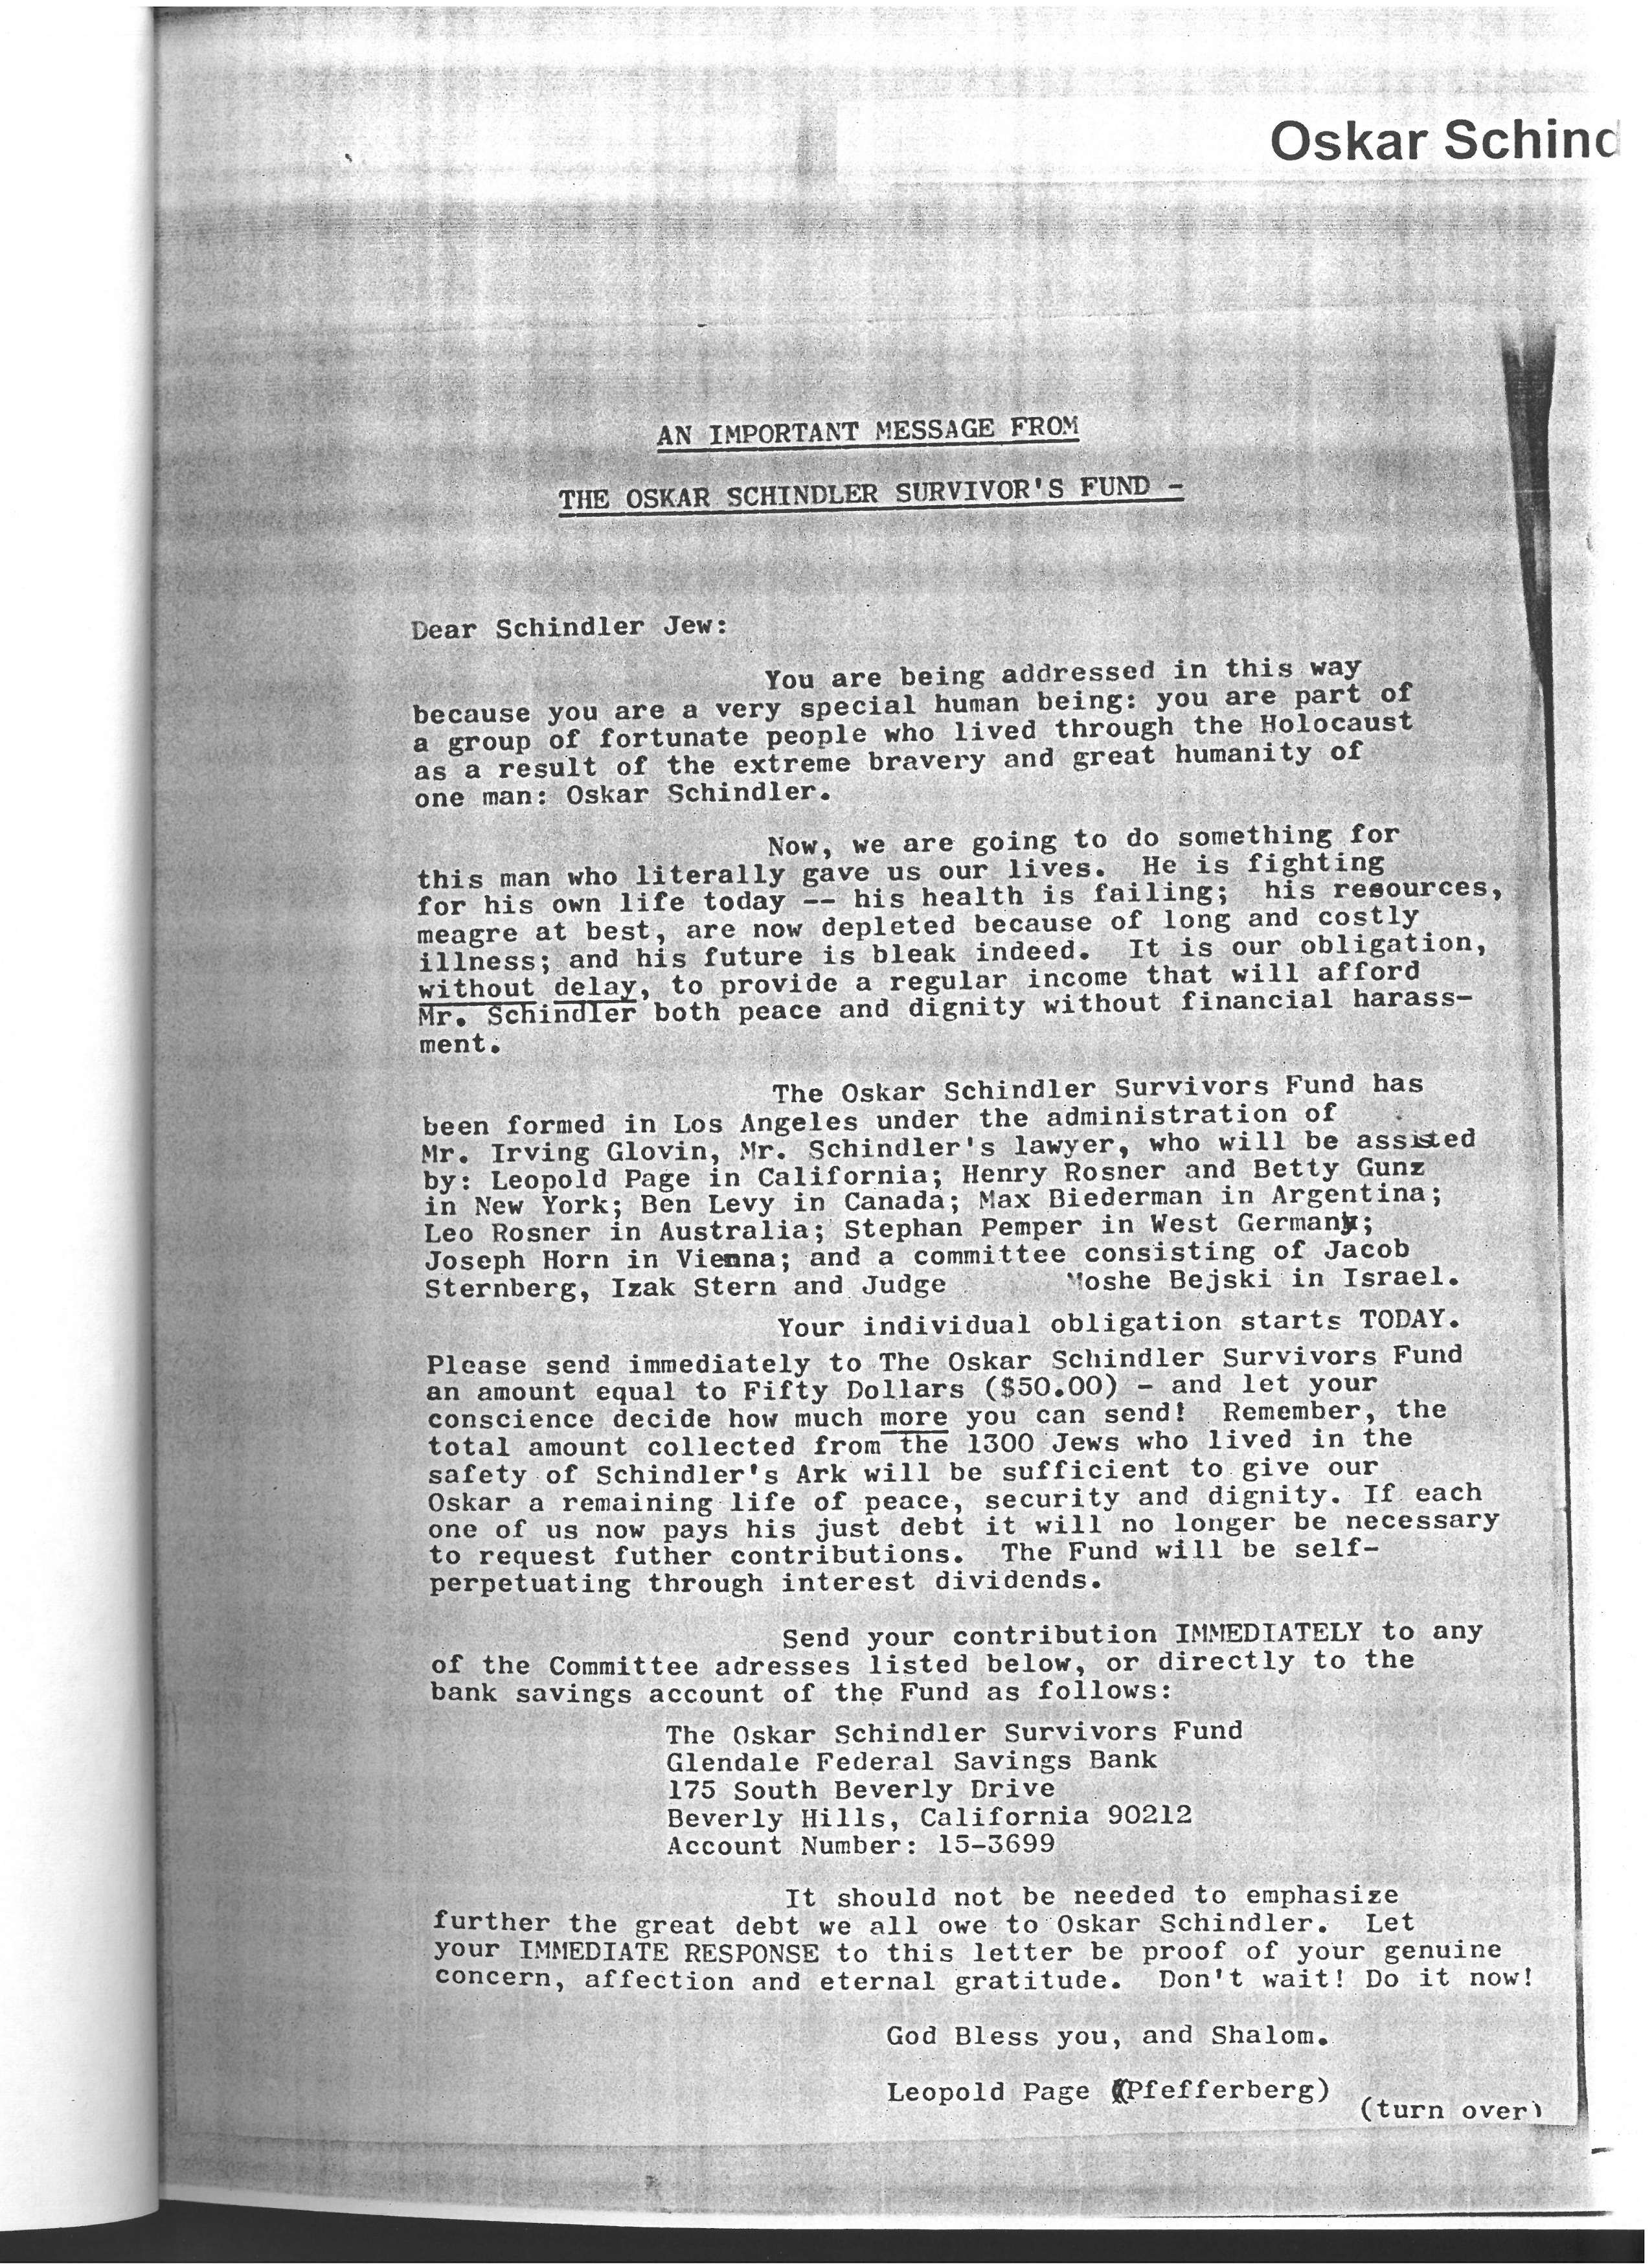 Oskar Schind
AN IMPORTANT MESSAGE FROM
THE OSKAR SCHINDLER SURVIVOR'S FUND -
Dear Schindler Jew:
You are being addressed in this way
because you are a very special human being: you are part of
a group of fortunate people who lived through the Holocaust
as a result of the extreme bravery and great humanity of
one man: Oskar Schindler.
Now, we are going to do something for
this man who literally gave us our lives. He is fighting
for his own life today -- his health is failing; his resources,
meagre at best, are now depleted because of long and costly
illness; and his future is bleak indeed. It is our obligation,
without delay, to provide a regular income that will afford
Mr. Schindler both peace and dignity without financial harass-
ment.
The Oskar Schindler Survivors Fund has
been formed in Los Angeles under the administration of
Mr. Irving Glovin, Mr. Schindler's lawyer, who will be assisted
by: Leopold Page in California; Henry Rosner and Betty Gunz
in New York; Ben Levy in Canada; Max Biederman in Argentina;
Leo Rosner in Australia; Stephan Pemper in West Germany;
Joseph Horn in Vienna; and a committee consisting of Jacob
Sternberg, Izak Stern and Judge Moshe Bejski in Israel.
Your individual obligation starts TODAY.
Please send immediately to The Oskar Schindler Survivors Fund
an amount equal to Fifty Dollars ($50.00) - and let your
conscience decide how much more you can send! Remember, the
total amount collected from the 1300 Jews who lived in the
safety of Schindler's Ark will be sufficient to give our
Oskar a remaining life of peace, security and dignity. If each
one of us now pays his just debt it will no longer be necessary
to request futher contributions. The Fund will be self-
perpetuating through interest dividends.
Send your contribution IMMEDIATELY to any
of the Committee adresses listed below, or directly to the
bank savings account of the Fund as follows:
The Oskar Schindler Survivors Fund
Glendale Federal Savings Bank
175 South Beverly Drive
Beverly Hills, California 90212
Account Number: 15-3699
It should not be needed to emphasize
further the great debt we all owe to Oskar Schindler. Let
your IMMEDIATE RESPONSE to this letter be proof of your genuine
concern, affection and eternal gratitude. Don't wait! Do it now!
God Bless you, and Shalom.
Leopold Page (Pfefferberg)
(turn over)